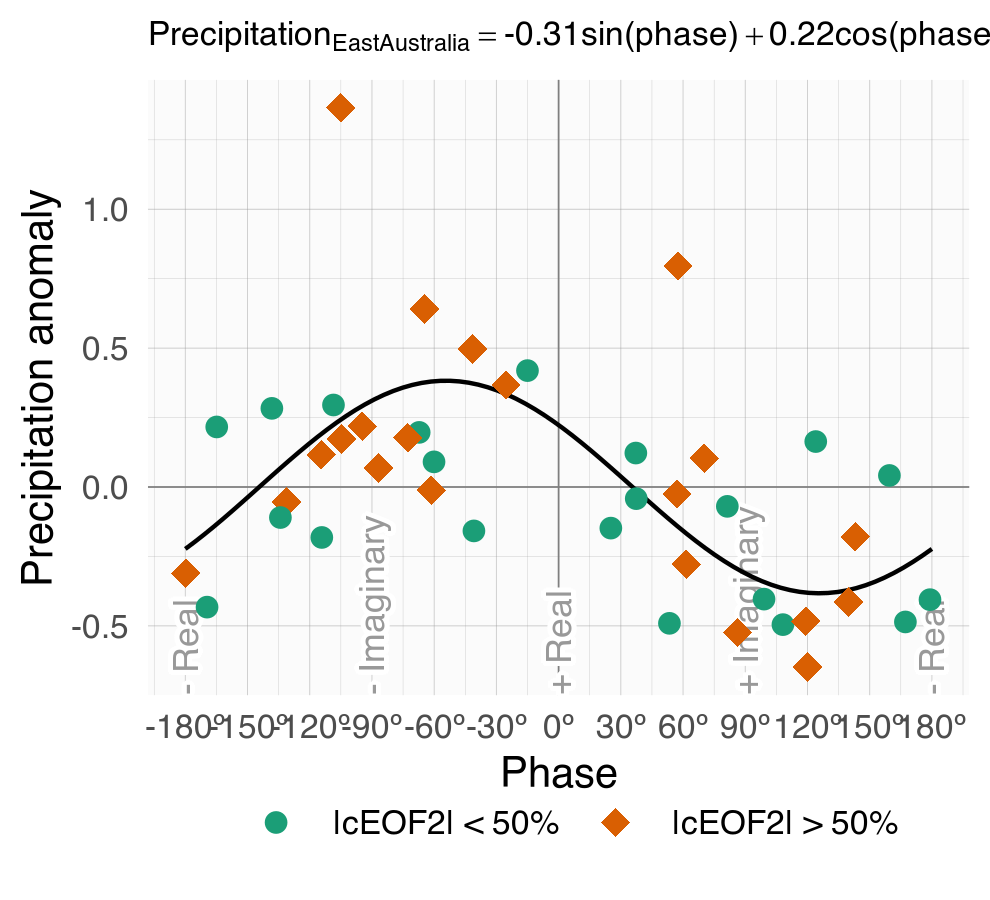 Precipitation_EastAustralia = -0.31sin(phase) + 0.22cos(phase
Precipitation anomaly
1.0
0.5
0.0
-0.5
- Real
- Imaginary
+ Real
+ Imaginary
- Real
-180º -150º -120º -90º -60º -30º 0º 30º 60º 90º 120º 150º 180º
Phase
|cEOF2| < 50% |cEOF2| > 50%